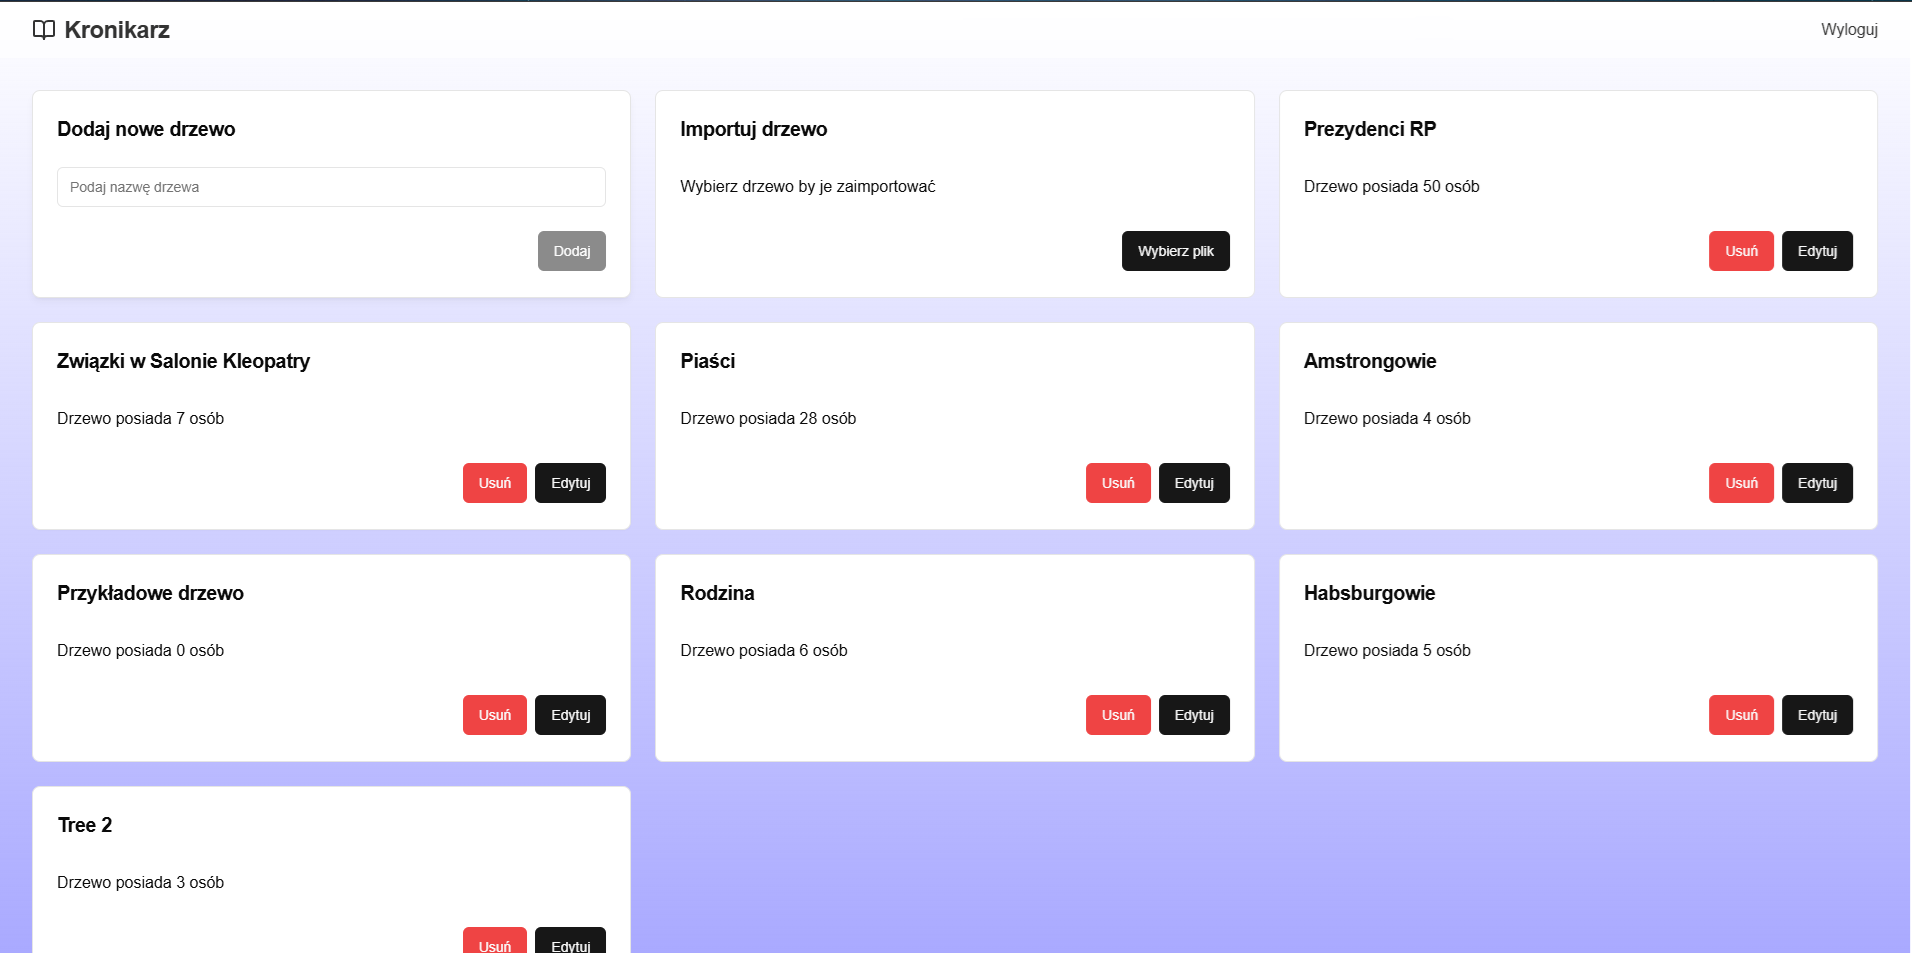 Kronikarz
Wyloguj
Dodaj nowe drzewo
Podaj nazwę drzewa
Dodaj
Importuj drzewo
Wybierz drzewo by je zaimportować
Wybierz plik
Prezydenci RP
Drzewo posiada 50 osób
Usuń Edytuj
Związki w Salonie Kleopatry
Drzewo posiada 7 osób
Usuń Edytuj
Piaści
Drzewo posiada 28 osób
Usuń Edytuj
Amstrongowie
Drzewo posiada 4 osób
Usuń Edytuj
Przykładowe drzewo
Drzewo posiada 0 osób
Usuń Edytuj
Rodzina
Drzewo posiada 6 osób
Usuń Edytuj
Habsburgowie
Drzewo posiada 5 osób
Usuń Edytuj
Tree 2
Drzewo posiada 3 osób
Usuń Edytuj